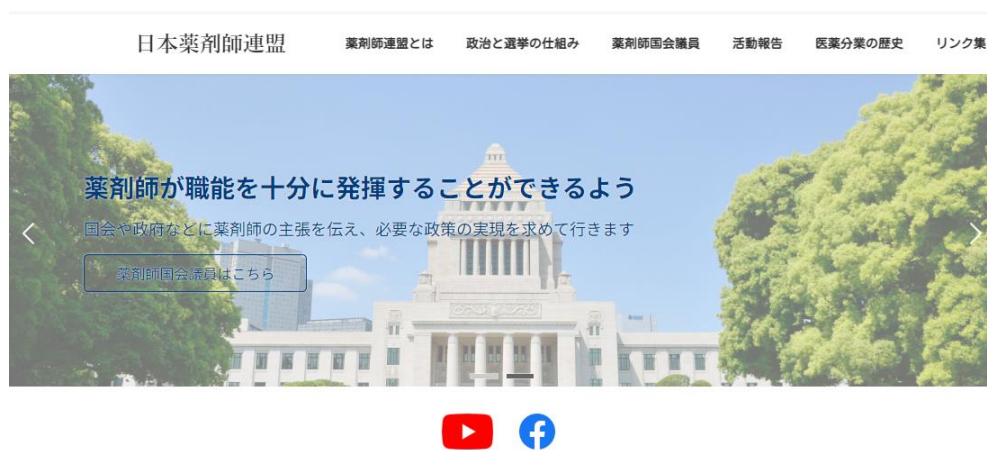 日本薬剤師連盟
薬剤師連盟とは 政治と選挙の仕組み 薬剤師国会議員 活動報告 医薬分業の歴史 リンク集
薬剤師が職能を十分に発揮することができるよう
国会や政府などに薬剤師の主張を伝え、必要な政策の実現を求めて行きます
薬剤師国会議員はこちら